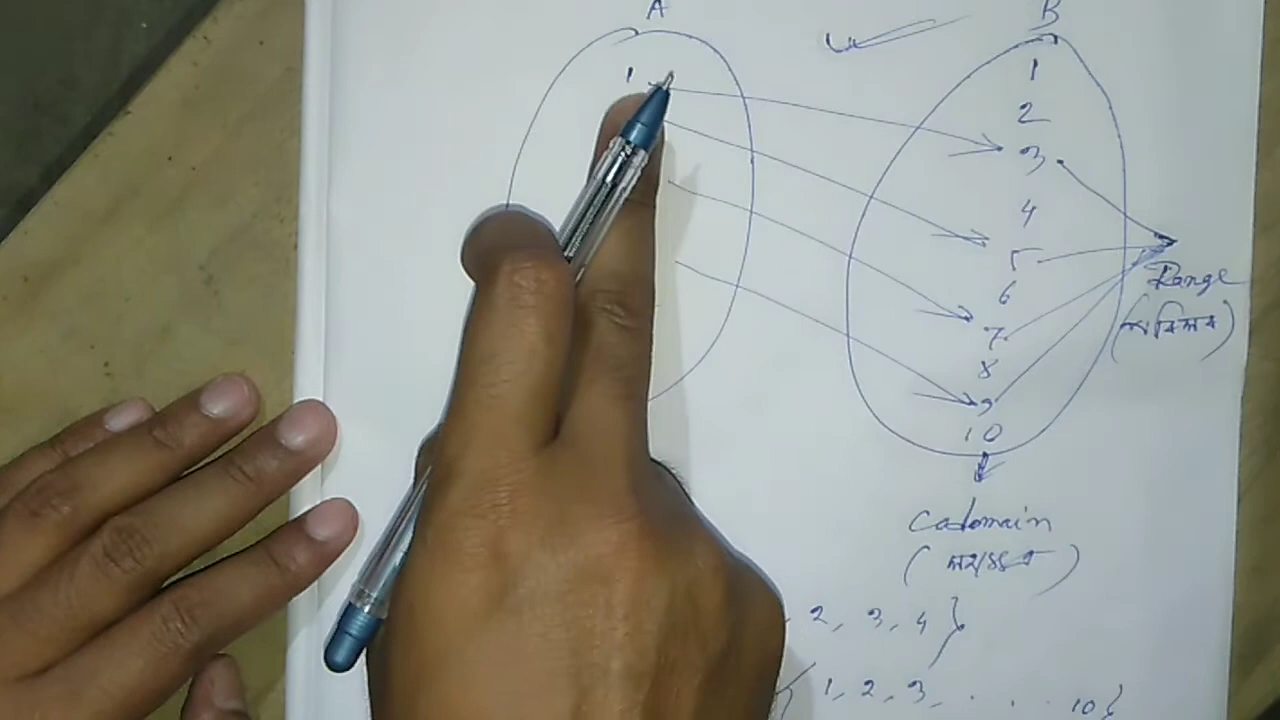 A
B
1
1
2
3
4
5
6
7
8
9
10
Range
Codomain
2, 3, 4 }
{ 1, 2, 3, . . . 10 }